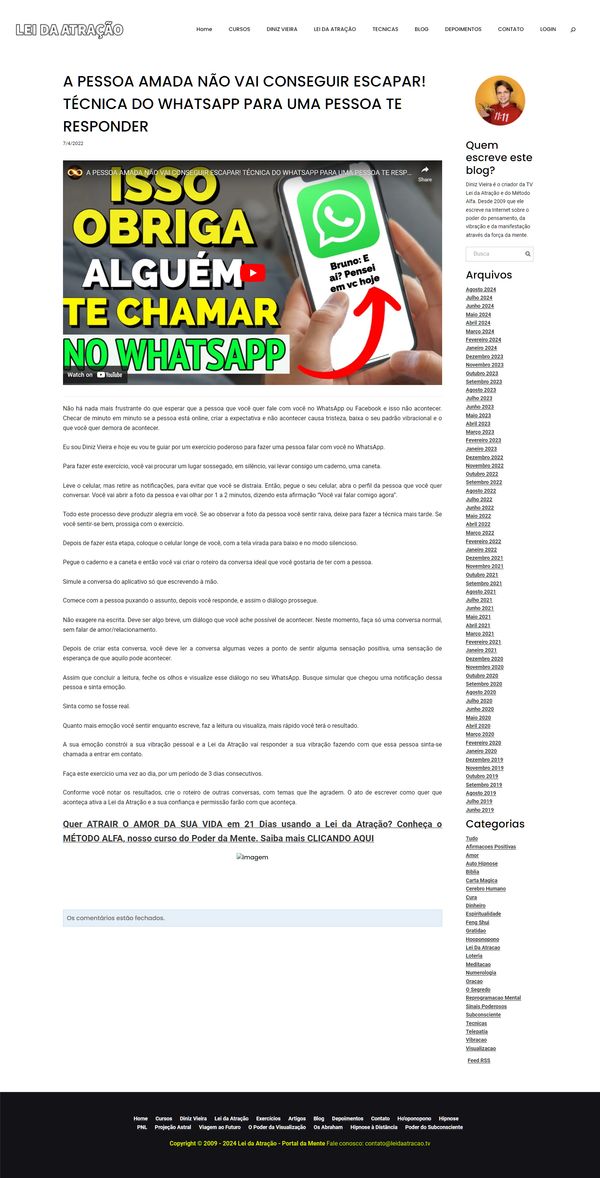 LEI DA ATRAÇÃO
Home CURSOS DINIZ VIEIRA LEI DA ATRAÇÃO TECNICAS BLOG DEPOIMENTOS CONTATO LOGIN
A PESSOA AMADA NÃO VAI CONSEGUIR ESCAPAR!
TÉCNICA DO WHATSAPP PARA UMA PESSOA TE
RESPONDER
7/4/2022
A PESSOA AMADA NÃO VAI CONSEGUIR ESCAPAR! TÉCNICA DO WHATSAPP PARA UMA PESSOA TE RESP...
Share
ISSO
OBRIGA
ALGUÉM
TE CHAMAR
NO WHATSAPP
Bruno: E
aí? Pensei
em vc hoje
Watch on YouTube
Não há nada mais frustrante do que esperar que a pessoa que você quer fale com você no WhatsApp ou Facebook e isso não acontecer.
Checar de minuto em minuto se a pessoa está online, criar a expectativa e não acontecer causa tristeza, baixa o seu padrão vibracional e o
que você quer demora de acontecer.
Eu sou Diniz Vieira e hoje eu vou te guiar por um exercício poderoso para fazer uma pessoa falar com você no WhatsApp.
Para fazer este exercício, você vai procurar um lugar sossegado, em silêncio, vai levar consigo um caderno, uma caneta.
Leve o celular, mas retire as notificações, para evitar que você se distraia. Então, pegue o seu celular, abra o perfil da pessoa que você quer
conversar. Você vai abrir a foto da pessoa e vai olhar por 1 a 2 minutos, dizendo esta afirmação “Você vai falar comigo agora”.
Todo este processo deve produzir alegria em você. Se ao observar a foto da pessoa você sentir raiva, deixe para fazer a técnica mais tarde. Se
você sentir-se bem, prossiga com o exercício.
Depois de fazer esta etapa, coloque o celular longe de você, com a tela virada para baixo e no modo silencioso.
Pegue o caderno e a caneta e então você vai criar o roteiro da conversa ideal que você gostaria de ter com a pessoa.
Simule a conversa do aplicativo só que escrevendo à mão.
Comece com a pessoa puxando o assunto, depois você responde, e assim o diálogo prossegue.
Não exagere na escrita. Deve ser algo breve, um diálogo que você ache possível de acontecer. Neste momento, faça só uma conversa normal,
sem falar de amor/relacionamento.
Depois de criar esta conversa, você deve ler a conversa algumas vezes a ponto de sentir alguma sensação positiva, uma sensação de
esperança de que aquilo pode acontecer.
Assim que concluir a leitura, feche os olhos e visualize esse diálogo no seu WhatsApp. Busque simular que chegou uma notificação dessa
pessoa e sinta emoção.
Sinta como se fosse real.
Quanto mais emoção você sentir enquanto escreve, faz a leitura ou visualiza, mais rápido você terá o resultado.
A sua emoção constrói a sua vibração pessoal e a Lei da Atração vai responder a sua vibração fazendo com que essa pessoa sinta-se
chamada a entrar em contato.
Faça este exercício uma vez ao dia, por um período de 3 dias consecutivos.
Conforme você notar os resultados, crie o roteiro de outras conversas, com temas que lhe agradem. O ato de escrever como quer que
aconteça ativa a Lei da Atração e a sua confiança e permissão farão com que aconteça.
Quer ATRAIR O AMOR DA SUA VIDA em 21 Dias usando a Lei da Atração? Conheça o
MÉTODO ALFA, nosso curso do Poder da Mente. Saiba mais CLICANDO AQUI
Imagem
Os comentários estão fechados.
11:11
Quem
escreve este
blog?
Diniz Vieira é o criador da TV
Lei da Atração e do Método
Alfa. Desde 2009 que ele
escreve na Internet sobre o
poder do pensamento, da
vibração e da manifestação
através da força da mente.
Busca
Arquivos
Agosto 2024
Julho 2024
Junho 2024
Maio 2024
Abril 2024
Março 2024
Fevereiro 2024
Janeiro 2024
Dezembro 2023
Novembro 2023
Outubro 2023
Setembro 2023
Agosto 2023
Julho 2023
Junho 2023
Maio 2023
Abril 2023
Março 2023
Fevereiro 2023
Janeiro 2023
Dezembro 2022
Novembro 2022
Outubro 2022
Setembro 2022
Agosto 2022
Julho 2022
Junho 2022
Maio 2022
Abril 2022
Março 2022
Fevereiro 2022
Janeiro 2022
Dezembro 2021
Novembro 2021
Outubro 2021
Setembro 2021
Agosto 2021
Julho 2021
Junho 2021
Maio 2021
Abril 2021
Março 2021
Fevereiro 2021
Janeiro 2021
Dezembro 2020
Novembro 2020
Outubro 2020
Setembro 2020
Agosto 2020
Julho 2020
Junho 2020
Maio 2020
Abril 2020
Março 2020
Fevereiro 2020
Janeiro 2020
Dezembro 2019
Novembro 2019
Outubro 2019
Setembro 2019
Agosto 2019
Julho 2019
Junho 2019
Categorias
Tudo
Afirmacoes Positivas
Amor
Auto Hipnose
Biblia
Carta Magica
Cerebro Humano
Cura
Dinheiro
Espiritualidade
Feng Shui
Gratidao
Hooponopono
Lei Da Atracao
Loteria
Meditacao
Numerologia
Oracao
O Segredo
Reprogramacao Mental
Sinais Poderosos
Subconsciente
Tecnicas
Telepatia
Vibracao
Visualizacao
Feed RSS
Home Cursos Diniz Vieira Lei da Atração Exercícios Artigos Blog Depoimentos Contato Ho'oponopono Hipnose
PNL Projeção Astral Viagem ao Futuro O Poder da Visualização Os Abraham Hipnose à Distância Poder do Subconsciente
Copyright © 2009 - 2024 Lei da Atração - Portal da Mente Fale conosco: contato@leidaatracao.tv